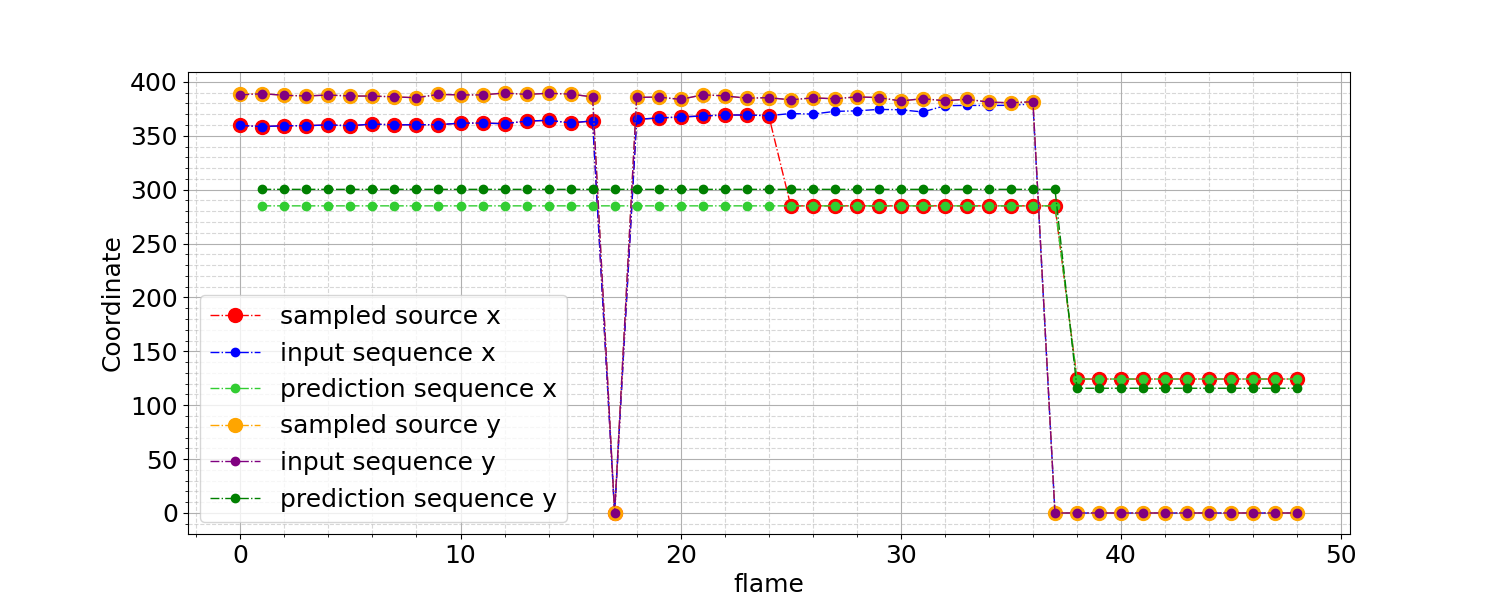 400
350
300
250
200
150
100
50
0
Coordinate
sampled source x
input sequence x
prediction sequence x
sampled source y
input sequence y
prediction sequence y
0 10 20 30 40 50
flame